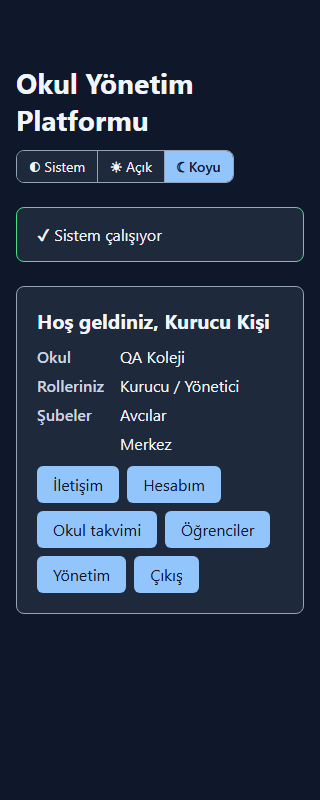 Okul Yönetim
Platformu
◐ Sistem ☀ Açık ☾ Koyu
✓ Sistem çalışıyor
Hoş geldiniz, Kurucu Kişi
Okul QA Koleji
Rolleriniz Kurucu / Yönetici
Şubeler Avcılar
Merkez
İletişim Hesabım
Okul takvimi Öğrenciler
Yönetim Çıkış